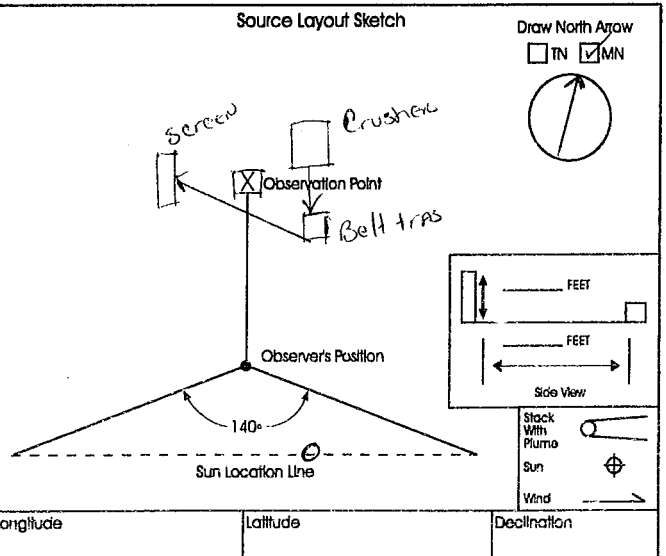 Source Layout Sketch
Draw North Arrow
TN MN
Screen
Crusher
X Observation Point
Belt tras
FEET
FEET
Side View
Observer's Position
140°
Sun Location Line
Stack
With
Plume
Sun
Wind
ongitude Latitude Declination